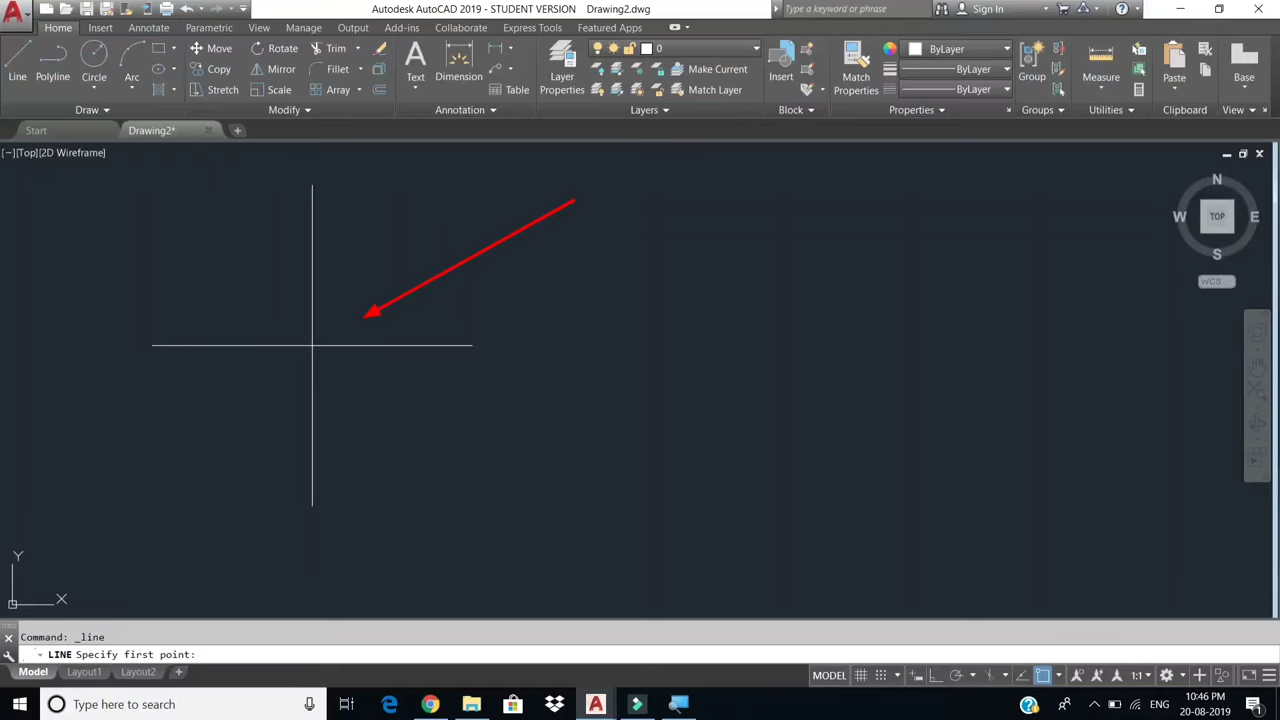 Autodesk AutoCAD 2019 - STUDENT VERSION Drawing2.dwg
Type a keyword or phrase
Sign In
Home Insert Annotate Parametric View Manage Output Add-ins Collaborate Express Tools Featured Apps
Line Polyline Circle Arc
Move Rotate Trim
Copy Mirror Fillet
Stretch Scale Array
Text Dimension
Table
Layer
Properties
0
Make Current
Match Layer
Insert
Match
Properties
ByLayer
ByLayer
ByLayer
Group
Measure
Paste
Base
Draw Modify Annotation Layers Block Properties Groups Utilities Clipboard View
Start Drawing2*
[−][Top][2D Wireframe]
N
W TOP E
S
WCS
Y
X
Command: _line
LINE Specify first point:
Model Layout1 Layout2
MODEL 1:1
Type here to search
ENG
10:46 PM
20-08-2019
1